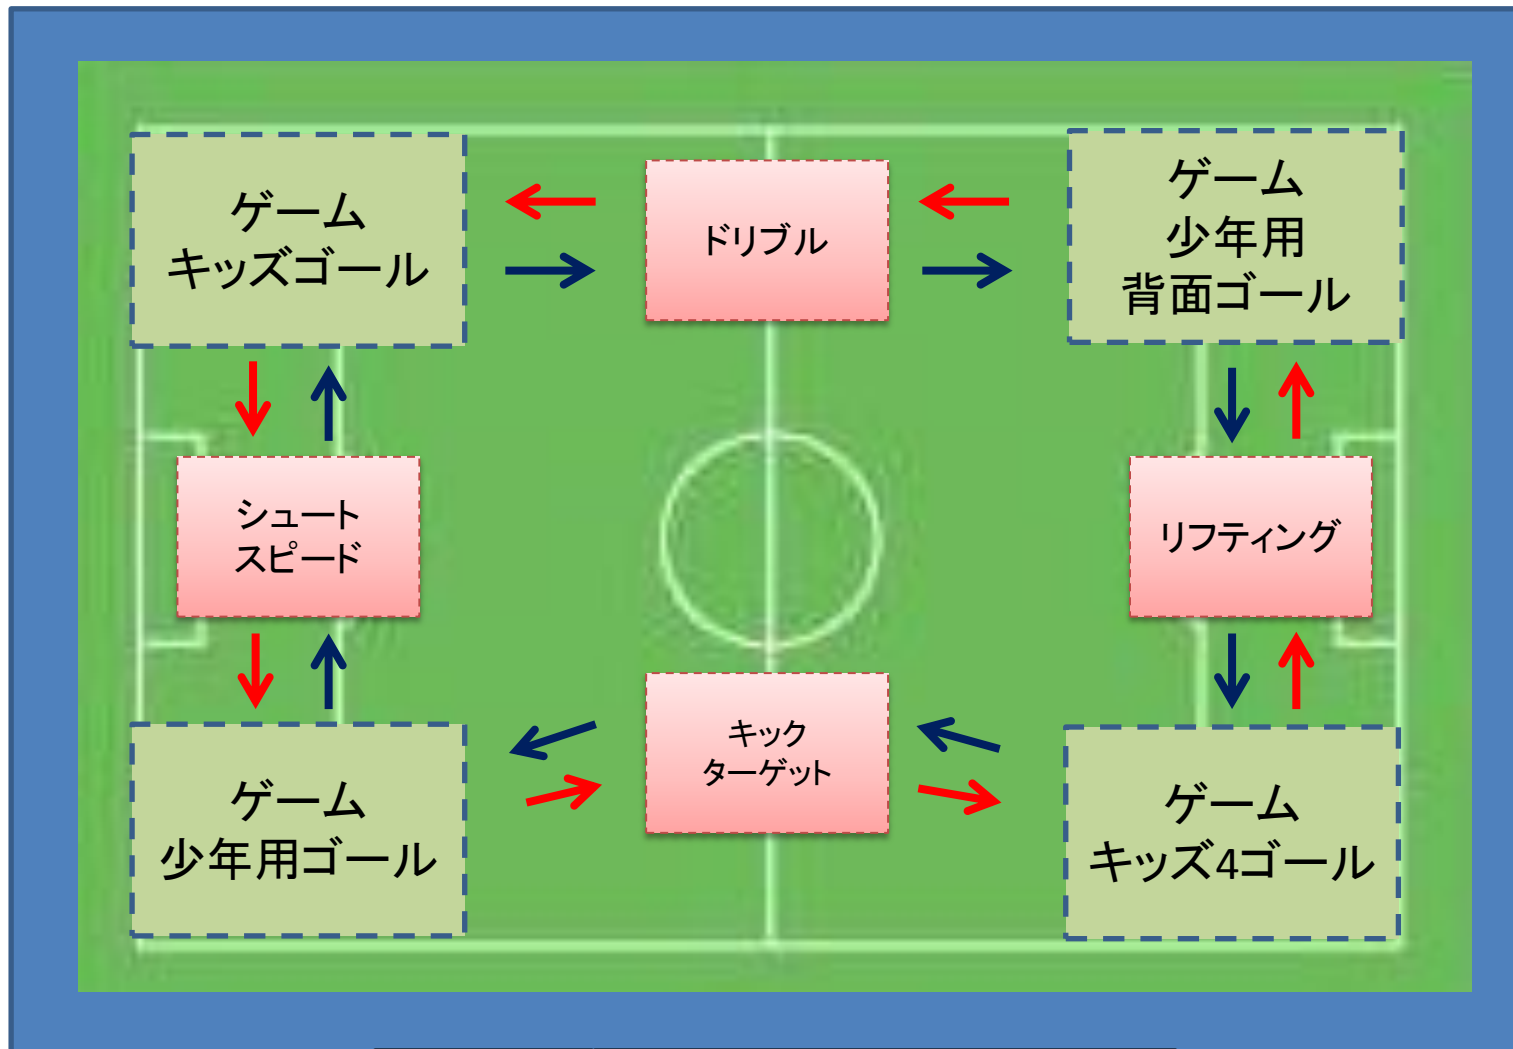 ゲーム
キッズゴール
ドリブル
ゲーム
少年用
背面ゴール
シュート
スピード
リフティング
ゲーム
少年用ゴール
キック
ターゲット
ゲーム
キッズ4ゴール